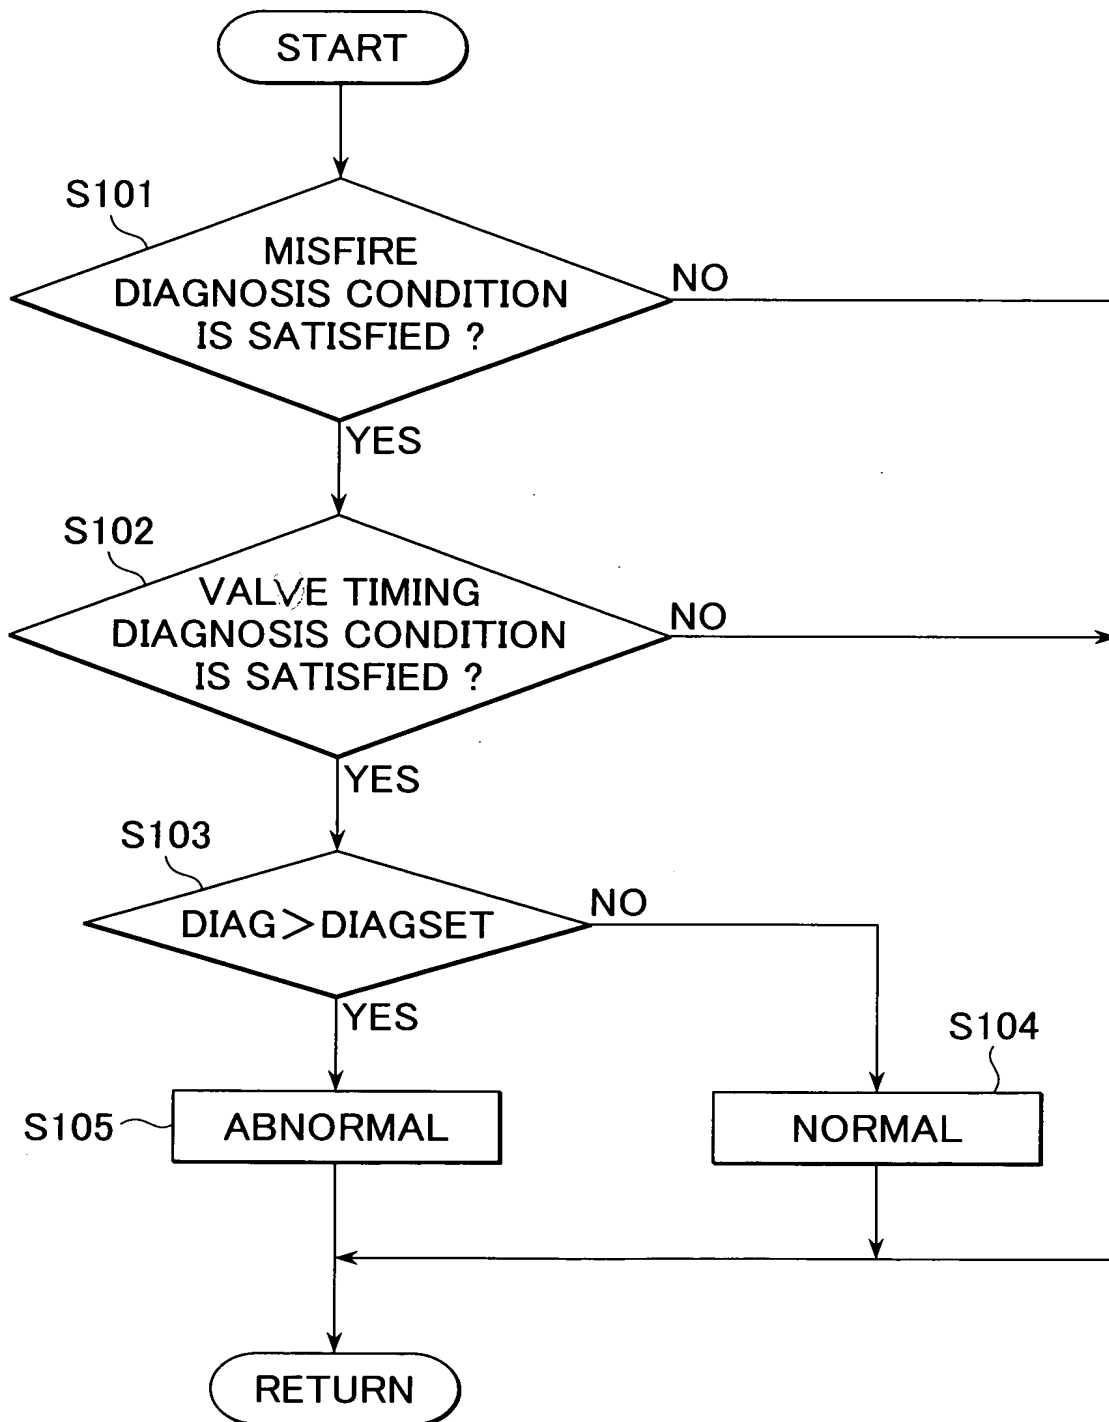 START
S101
MISFIRE
DIAGNOSIS CONDITION
IS SATISFIED ?
NO
YES
S102
VALVE TIMING
DIAGNOSIS CONDITION
IS SATISFIED ?
NO
YES
S103
DIAG>DIAGSET
NO
YES
S104
S105
ABNORMAL
NORMAL
RETURN